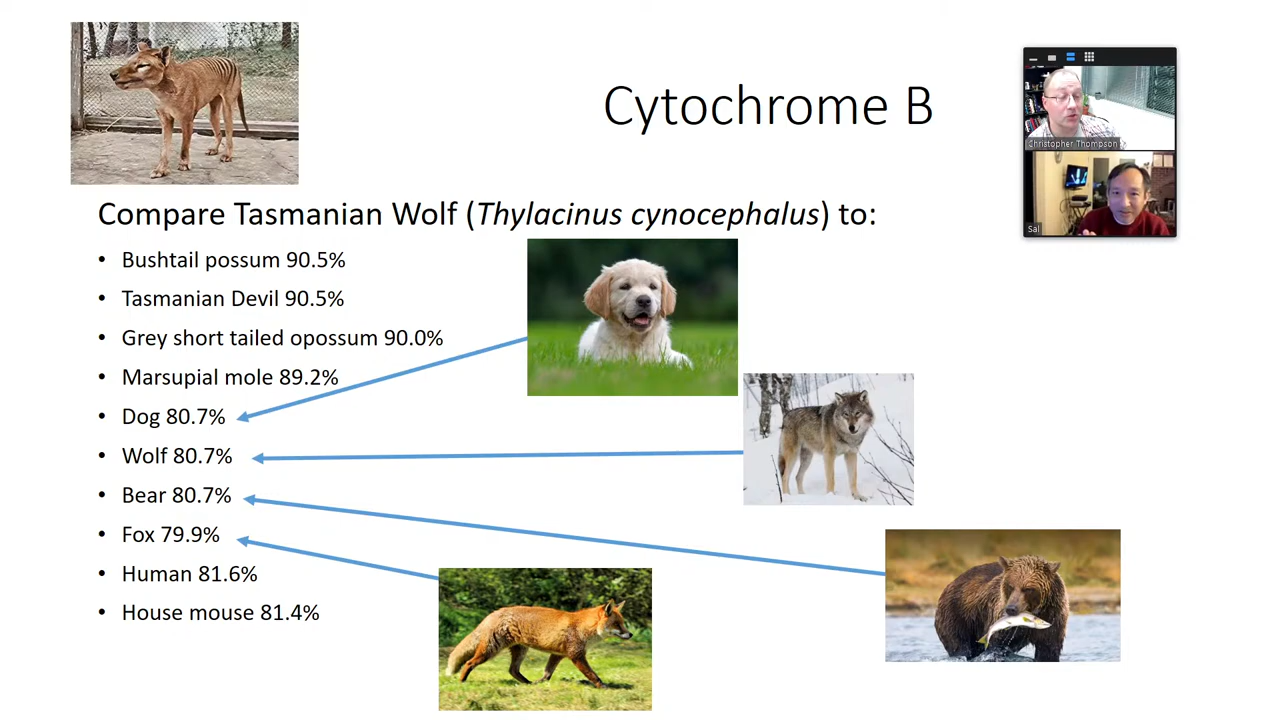 Cytochrome B
Christopher Thompson
Sal
Compare Tasmanian Wolf (Thylacinus cynocephalus) to:
• Bushtail possum 90.5%
• Tasmanian Devil 90.5%
• Grey short tailed opossum 90.0%
• Marsupial mole 89.2%
• Dog 80.7%
• Wolf 80.7%
• Bear 80.7%
• Fox 79.9%
• Human 81.6%
• House mouse 81.4%